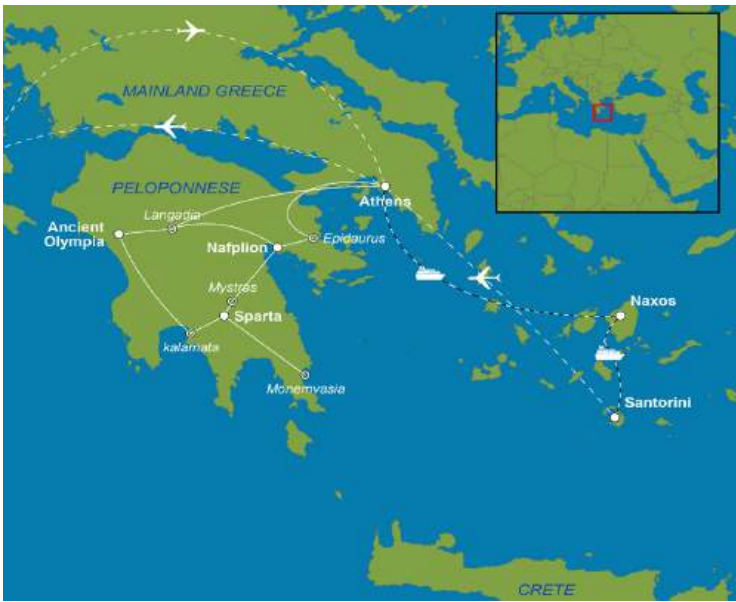 MAINLAND GREECE
PELOPONNESE
Athens
Langadia
Ancient
Olympia
Epidaurus
Nafplion
Mystras
Sparta
Naxos
kalamata
Monemvasia
Santorini
CRETE